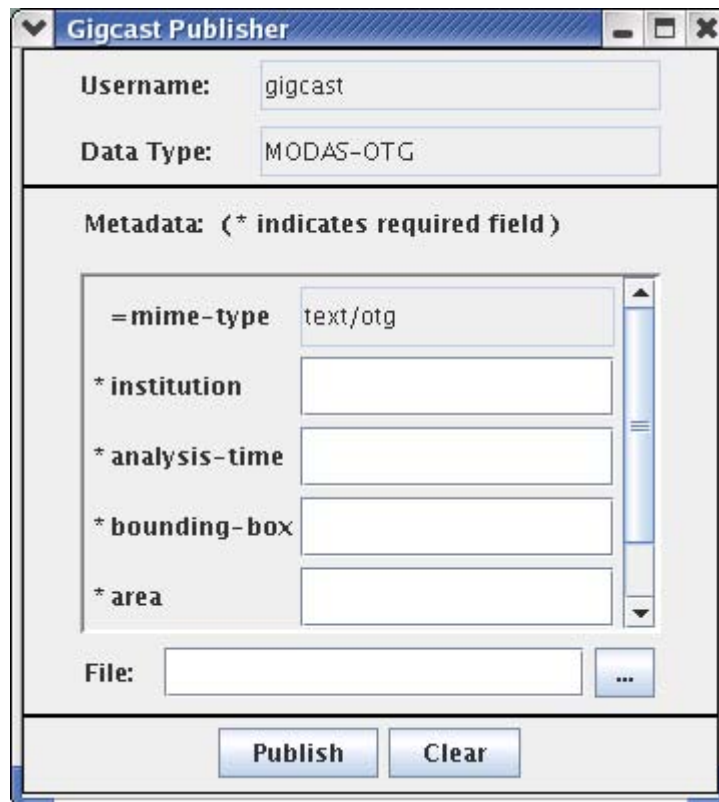 Gigcast Publisher
Username: gigcast
Data Type: MODAS-OTG
Metadata: (* indicates required field)
=mime-type text/otg
* institution
* analysis-time
* bounding-box
* area
File: ...
Publish Clear